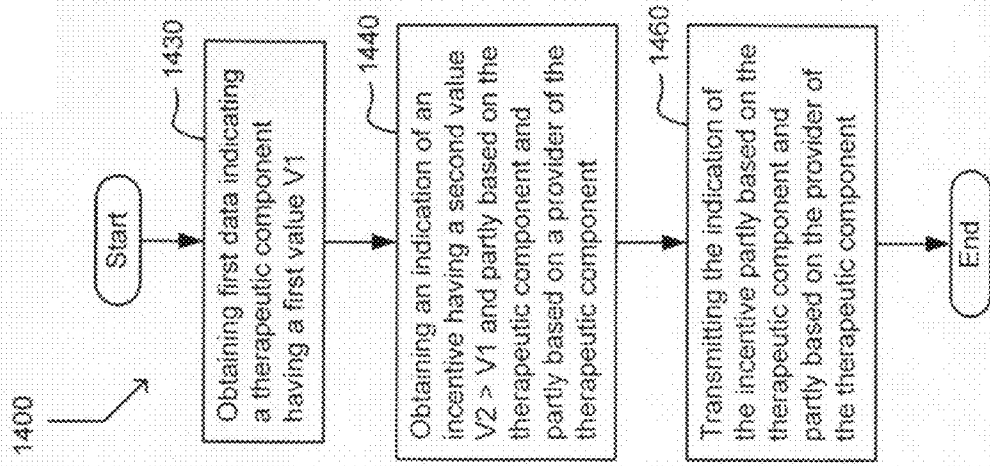 1400
Start
1430
Obtaining first data indicating
a therapeutic component
having a first value V1
1440
Obtaining an indication of an
incentive having a second value
V2 > V1 and partly based on the
therapeutic component and
partly based on a provider of the
therapeutic component
1460
Transmitting the indication of
the incentive partly based on the
therapeutic component and
partly based on the provider of
the therapeutic component
End